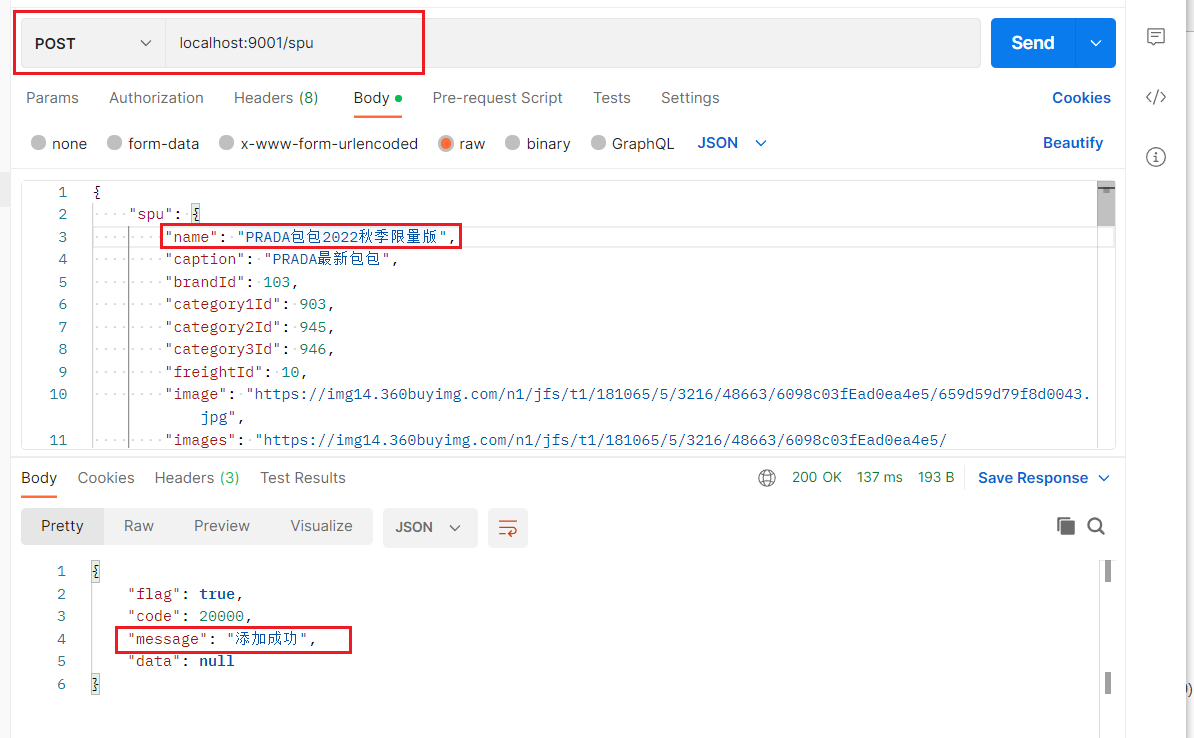 POST localhost:9001/spu Send
Params Authorization Headers (8) Body Pre-request Script Tests Settings Cookies
none form-data x-www-form-urlencoded raw binary GraphQL JSON Beautify
1 {
2 "spu": {
3 "name": "PRADA包包2022秋季限量版",
4 "caption": "PRADA最新包包",
5 "brandId": 103,
6 "category1Id": 903,
7 "category2Id": 945,
8 "category3Id": 946,
9 "freightId": 10,
10 "image": "https://img14.360buyimg.com/n1/jfs/t1/181065/5/3216/48663/6098c03fEad0ea4e5/659d59d79f8d0043.
jpg",
11 "images": "https://img14.360buyimg.com/n1/jfs/t1/181065/5/3216/48663/6098c03fEad0ea4e5/
Body Cookies Headers (3) Test Results 200 OK 137 ms 193 B Save Response
Pretty Raw Preview Visualize JSON
1 {
2 "flag": true,
3 "code": 20000,
4 "message": "添加成功",
5 "data": null
6 }